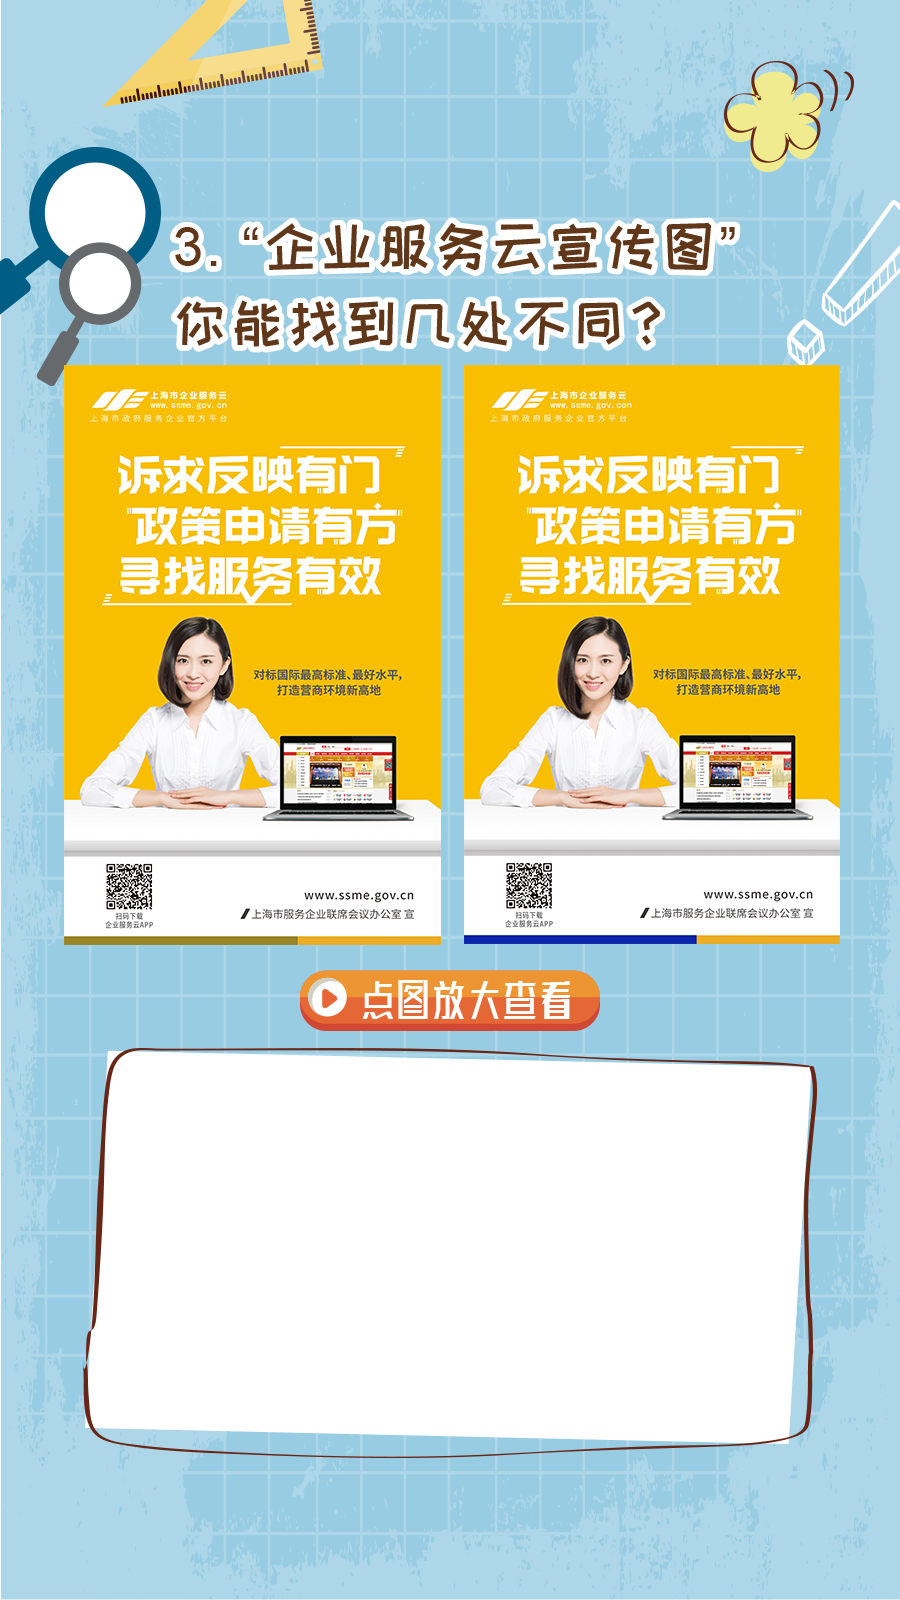 3.“企业服务云宣传图”
你能找到几处不同?
上海市企业服务云
www.ssme.gov.cn
上海市政府服务企业官方平台
诉求反映有门
政策申请有方
寻找服务有效
对标国际最高标准、最好水平,
打造营商环境新高地
www.ssme.gov.cn
扫码下载
企业服务云APP
上海市服务企业联席会议办公室 宣
上海市企业服务云
www.ssme.gov.con
上海市政府服务企业官方平台
诉求反映有门
政策申请有方
寻找服务有效
对标国际最高标准、最好水平,
打造营商环境新高地
www.ssme.gov.cn
扫码下载
企业服务云APP
上海市服务企业联席会议办公室 宣
点图放大查看